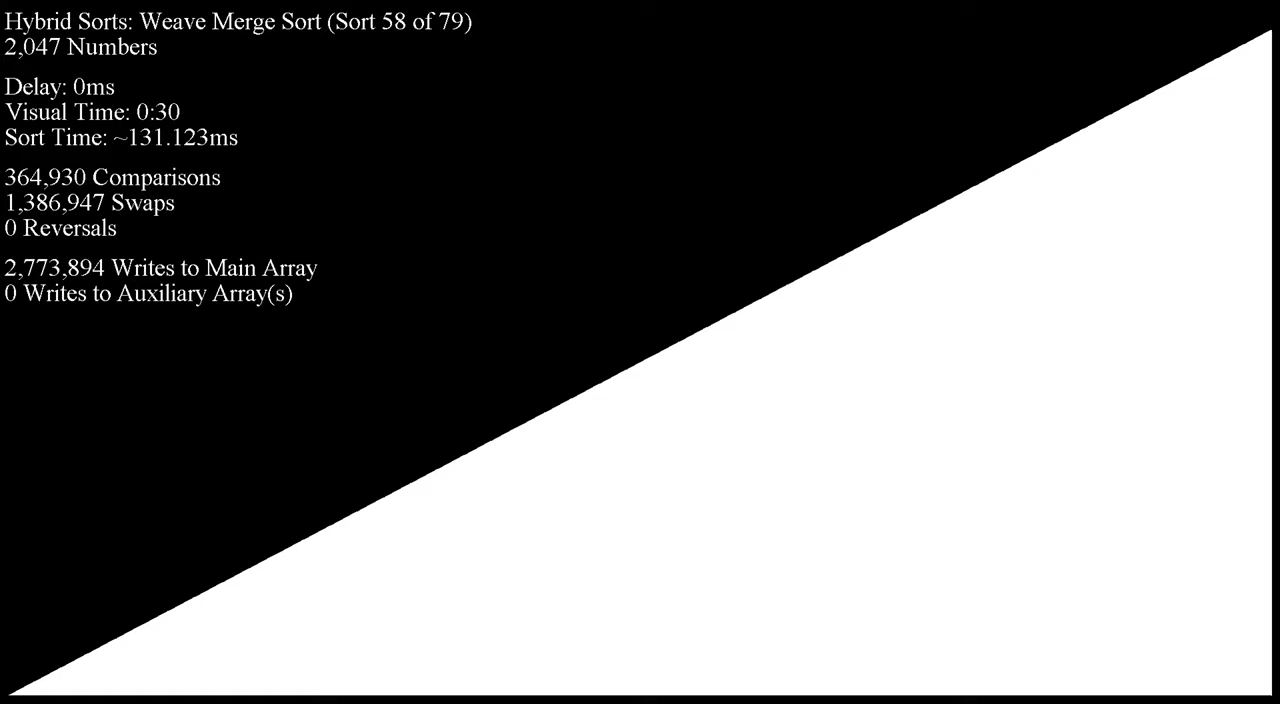 Hybrid Sorts: Weave Merge Sort (Sort 58 of 79)
2,047 Numbers
Delay: 0ms
Visual Time: 0:30
Sort Time: ~131.123ms
364,930 Comparisons
1,386,947 Swaps
0 Reversals
2,773,894 Writes to Main Array
0 Writes to Auxiliary Array(s)